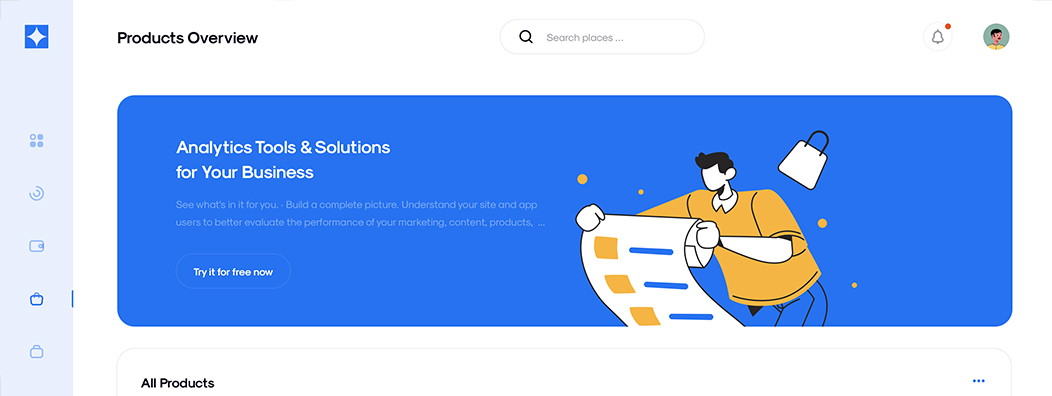 Products Overview
Search places ...
Analytics Tools & Solutions
for Your Business
See what's in it for you. - Build a complete picture. Understand your site and app
users to better evaluate the performance of your marketing, content, products, ...
Try it for free now
All Products